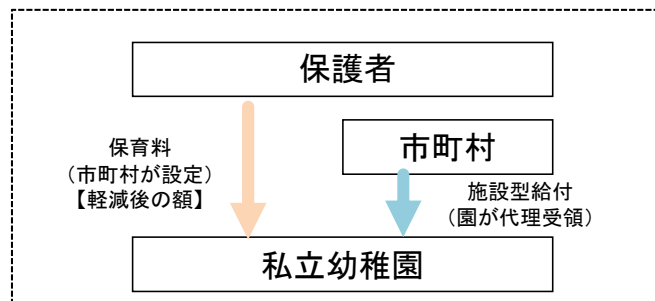 保護者
市町村
保育料
（市町村が設定）
【軽減後の額】
施設型給付
（園が代理受領）
私立幼稚園